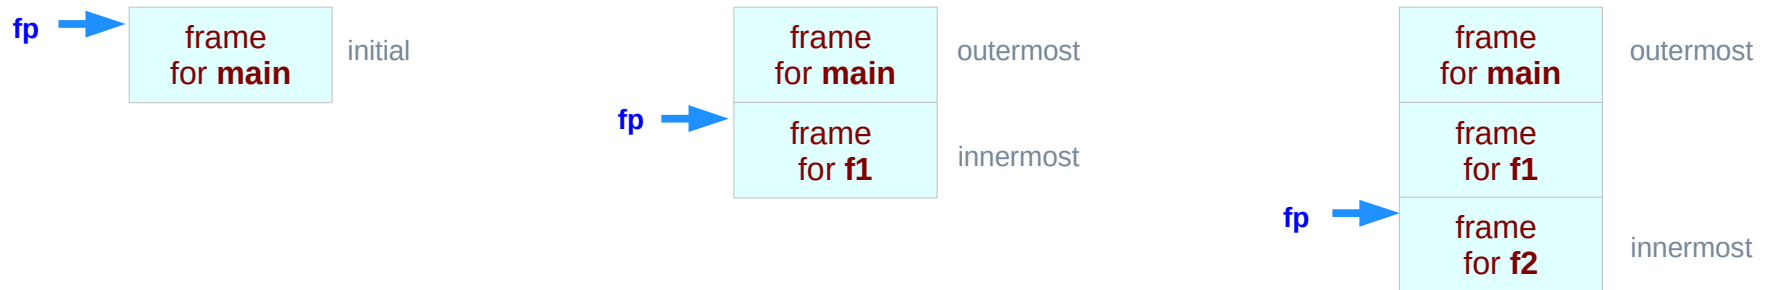 fp
frame
for main
initial
frame
for main
outermost
fp
frame
for f1
innermost
frame
for main
outermost
frame
for f1
fp
frame
for f2
innermost